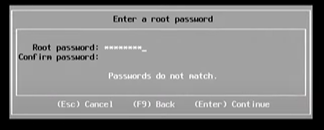 Enter a root password
Root password: ********_
Confirm password:
Passwords do not match.
(Esc) Cancel (F9) Back (Enter) Continue